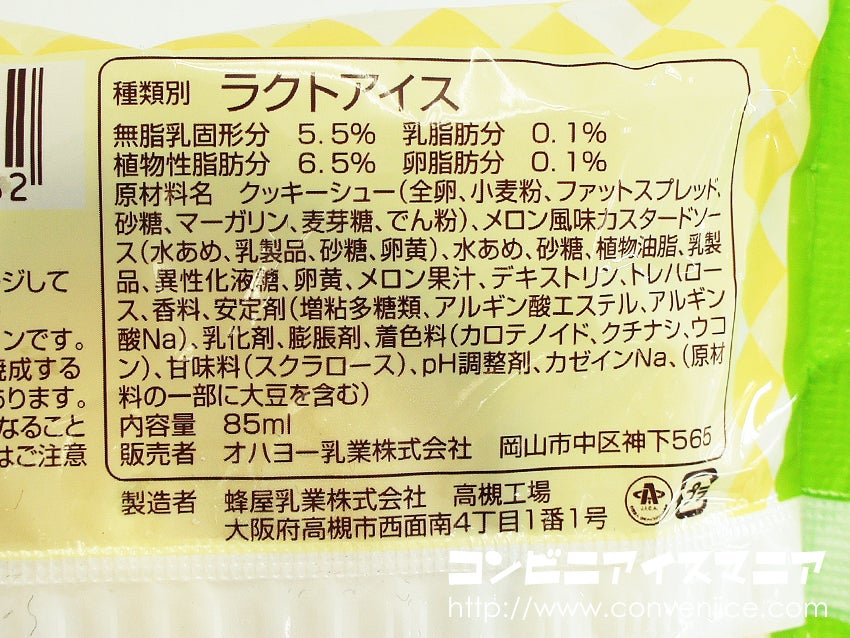 種類別 ラクトアイス
無脂乳固形分 5.5% 乳脂肪分 0.1%
植物性脂肪分 6.5% 卵脂肪分 0.1%
原材料名 クッキーシュー(全卵、小麦粉、ファットスプレッド、
砂糖、マーガリン、麦芽糖、でん粉)、メロン風味カスタードソー
ス(水あめ、乳製品、砂糖、卵黄)、水あめ、砂糖、植物油脂、乳製
品、異性化液糖、卵黄、メロン果汁、デキストリン、トレハロー
ス、香料、安定剤(増粘多糖類、アルギン酸エステル、アルギン
酸Na)、乳化剤、膨脹剤、着色料(カロテノイド、クチナシ、ウコ
ン)、甘味料(スクラロース)、pH調整剤、カゼインNa、(原材
料の一部に大豆を含む)
内容量 85ml
販売者 オハヨー乳業株式会社 岡山市中区神下565
製造者 蜂屋乳業株式会社 高槻工場
大阪府高槻市西面南4丁目1番1号
プラ
52
ジして
ンです。
焼成する
あります。
なること
はご注意
コンビニアイスマニア
http://www.conveniice.com/